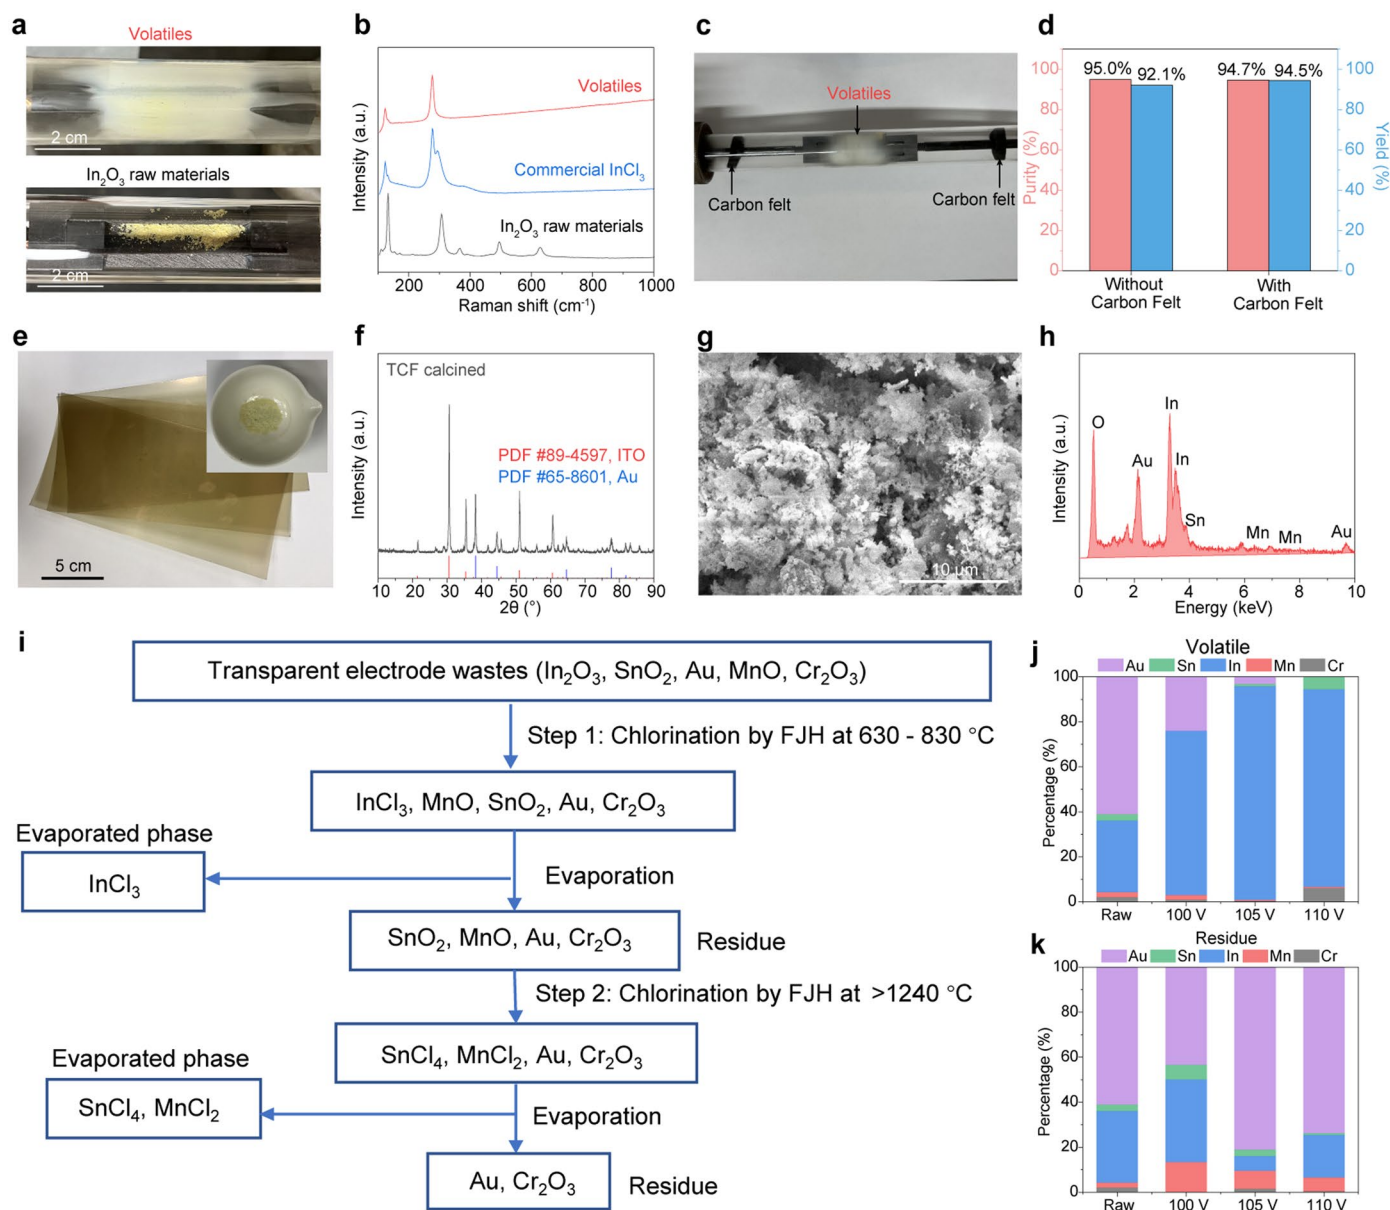 a
Volatiles
2 cm
In₂O₃ raw materials
2 cm
b
Intensity (a.u.)
Volatiles
Commercial InCl₃
In₂O₃ raw materials
200 400 600 800 1000
Raman shift (cm⁻¹)
c
Volatiles
Carbon felt
Carbon felt
d
100
80
60
40
20
0
Purity (%)
95.0% 92.1% 94.7% 94.5%
100
80
60
40
20
0
Yield (%)
Without
Carbon Felt
With
Carbon Felt
e
5 cm
f
Intensity (a.u.)
TCF calcined
PDF #89-4597, ITO
PDF #65-8601, Au
10 20 30 40 50 60 70 80 90
2θ (°)
g
10 μm
h
Intensity (a.u.)
O
Au
In
In
Sn
Mn
Mn
Au
0 2 4 6 8 10
Energy (keV)
i
Transparent electrode wastes (In₂O₃, SnO₂, Au, MnO, Cr₂O₃)
Step 1: Chlorination by FJH at 630 - 830 °C
InCl₃, MnO, SnO₂, Au, Cr₂O₃
Evaporated phase
InCl₃
Evaporation
SnO₂, MnO, Au, Cr₂O₃
Residue
Step 2: Chlorination by FJH at >1240 °C
SnCl₄, MnCl₂, Au, Cr₂O₃
Evaporated phase
SnCl₄, MnCl₂
Evaporation
Au, Cr₂O₃
Residue
j
Volatile
Au Sn In Mn Cr
100
80
60
40
20
0
Percentage (%)
Raw 100 V 105 V 110 V
k
Residue
Au Sn In Mn Cr
100
80
60
40
20
0
Percentage (%)
Raw 100 V 105 V 110 V